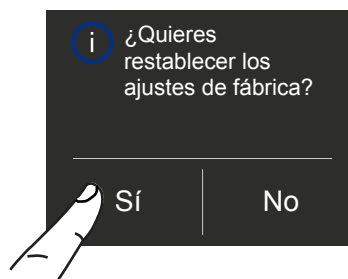 i
¿Quieres
restablecer los
ajustes de fábrica?
Sí
No